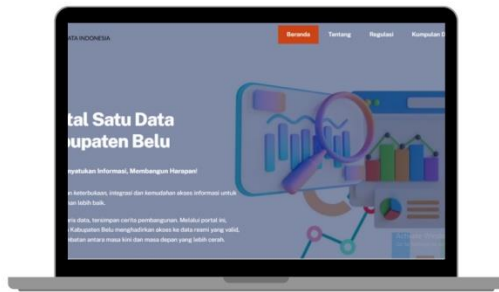 ATA INDONESIA
Beranda Tentang Regulasi Kumpulan D
tal Satu Data
bupaten Belu
nyatukan Informasi, Membangun Harapan!
keterbukaan, integrasi dan kemudahan akses informasi untuk
an lebih baik.
data, tersimpan cerita pembangunan. Melalui portal ini,
Kabupaten Belu menghadirkan akses ke data resmi yang valid,
mbatan antara masa kini dan masa depan yang lebih cerah.